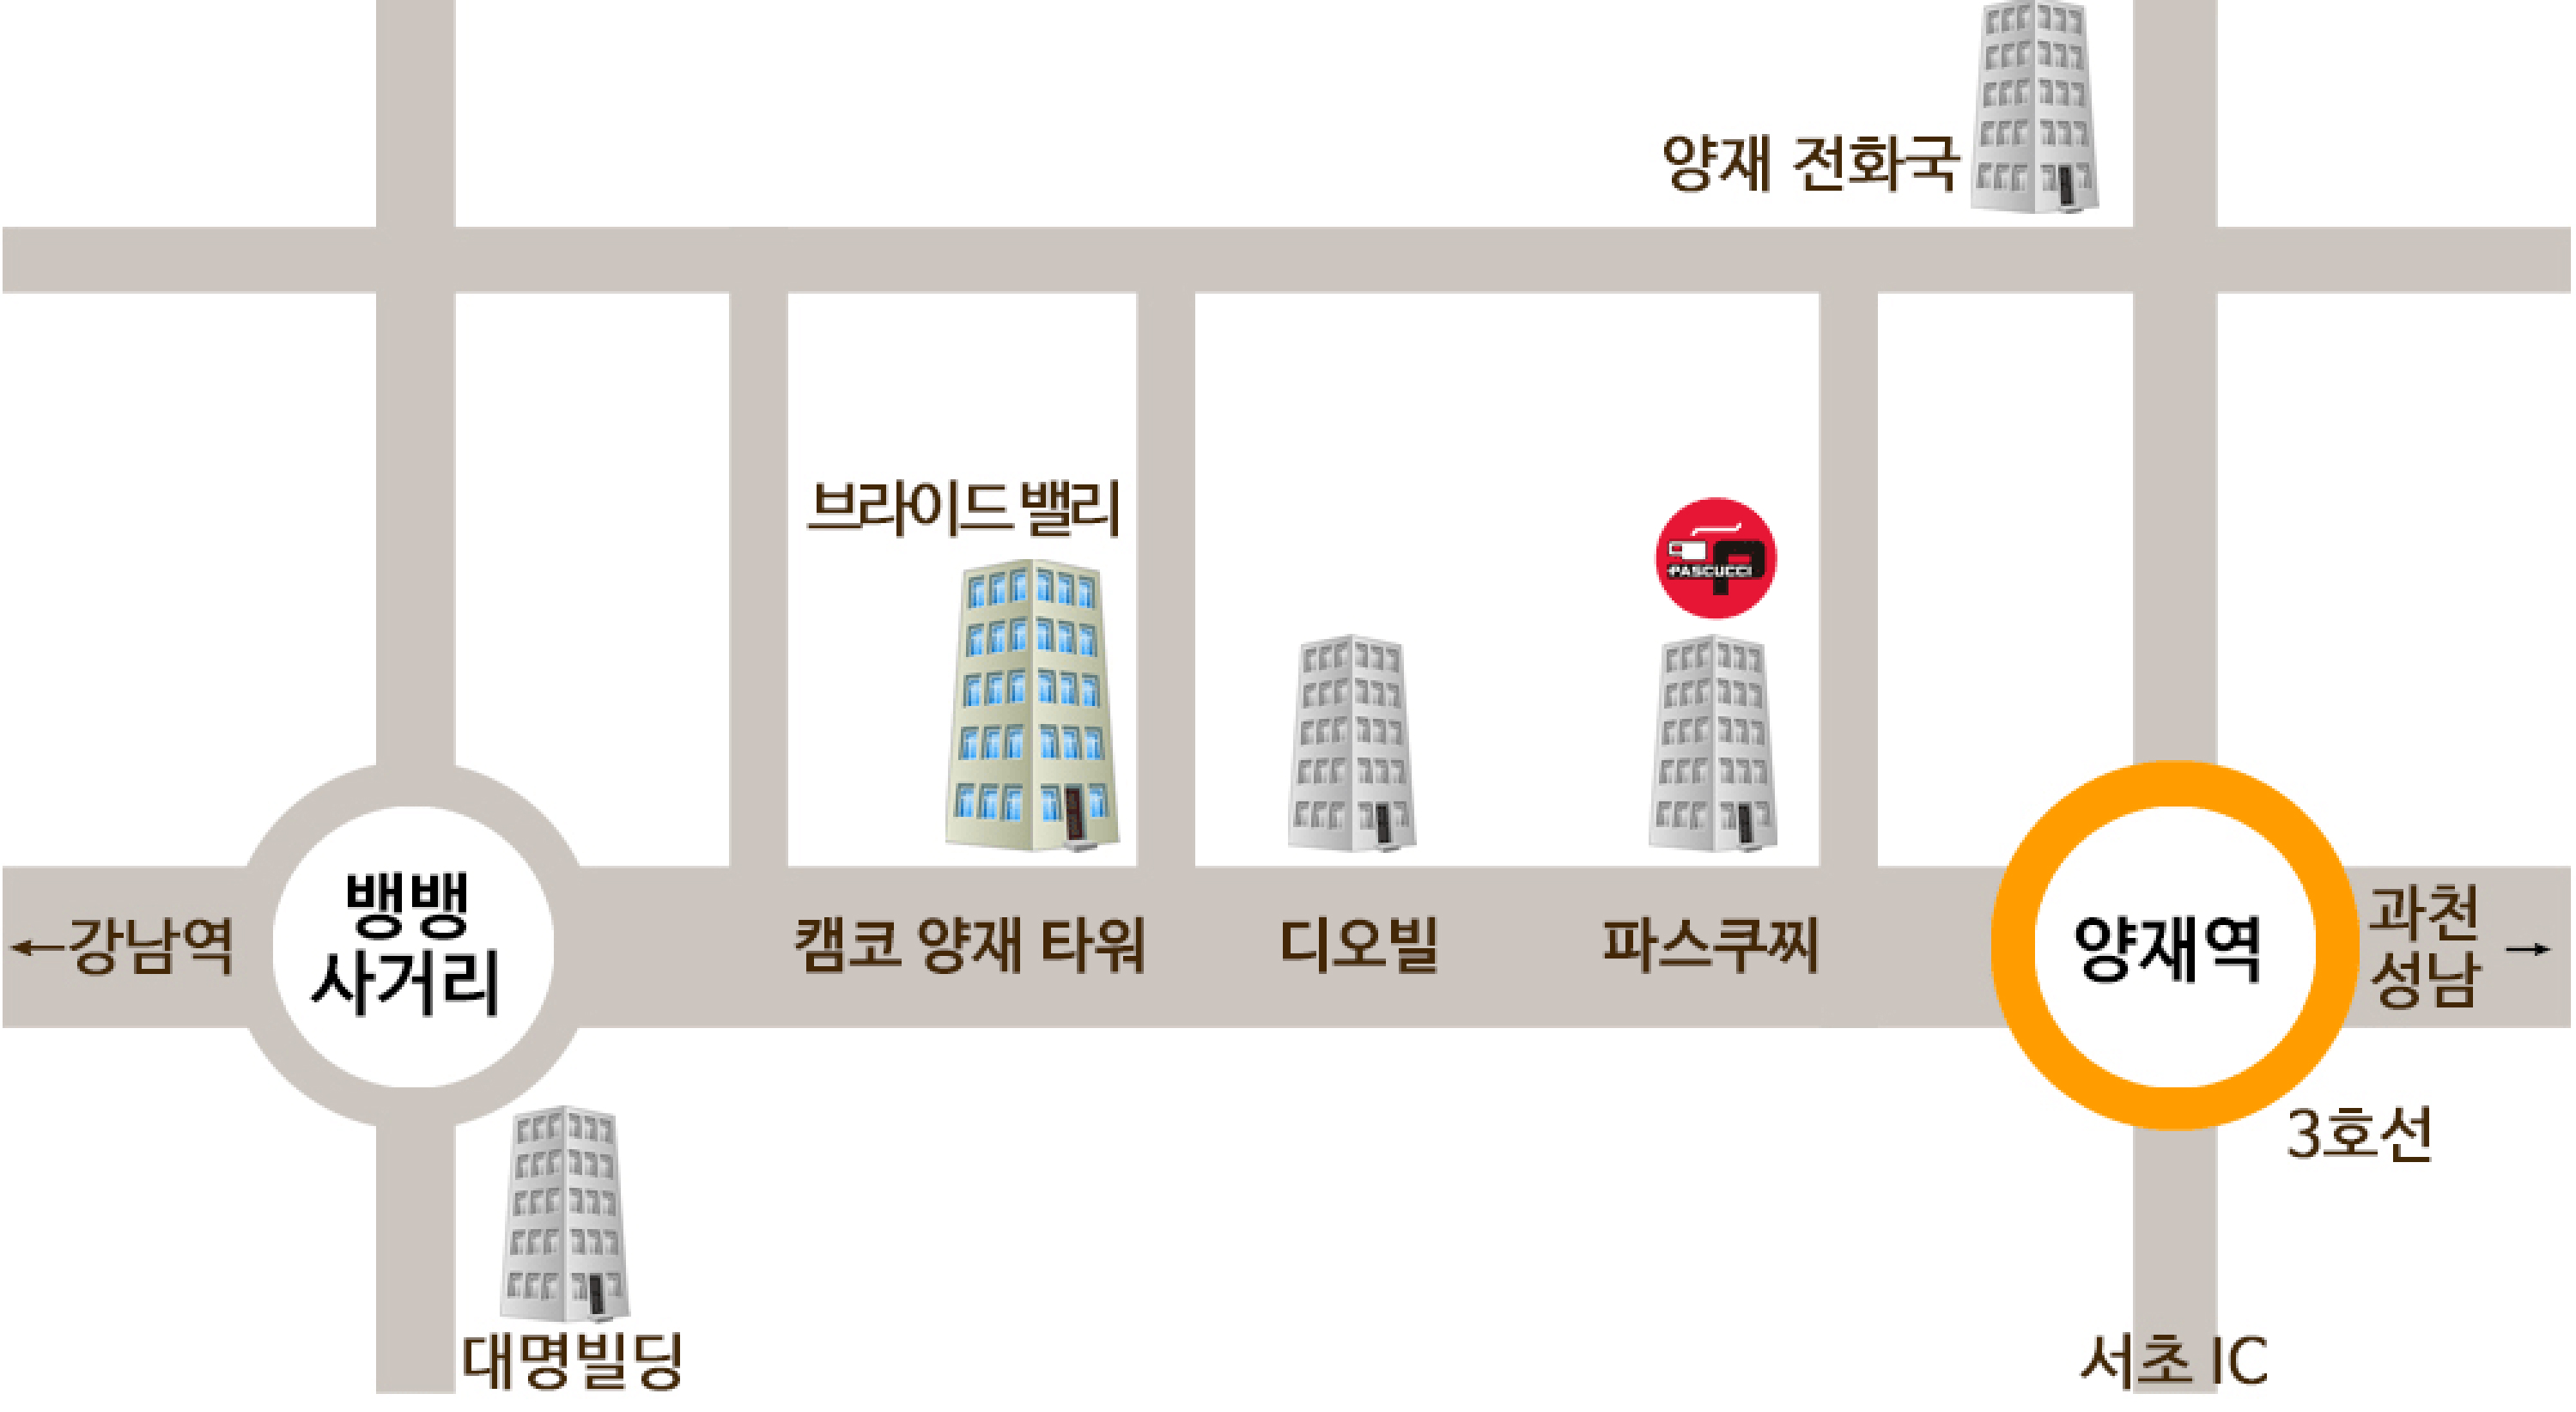 양재 전화국
브라이드 밸리
PASCUCCI
←강남역
뱅뱅
사거리
캠코 양재 타워
디오빌
파스쿠찌
양재역
과천
성남 →
3호선
대명빌딩
서초 IC